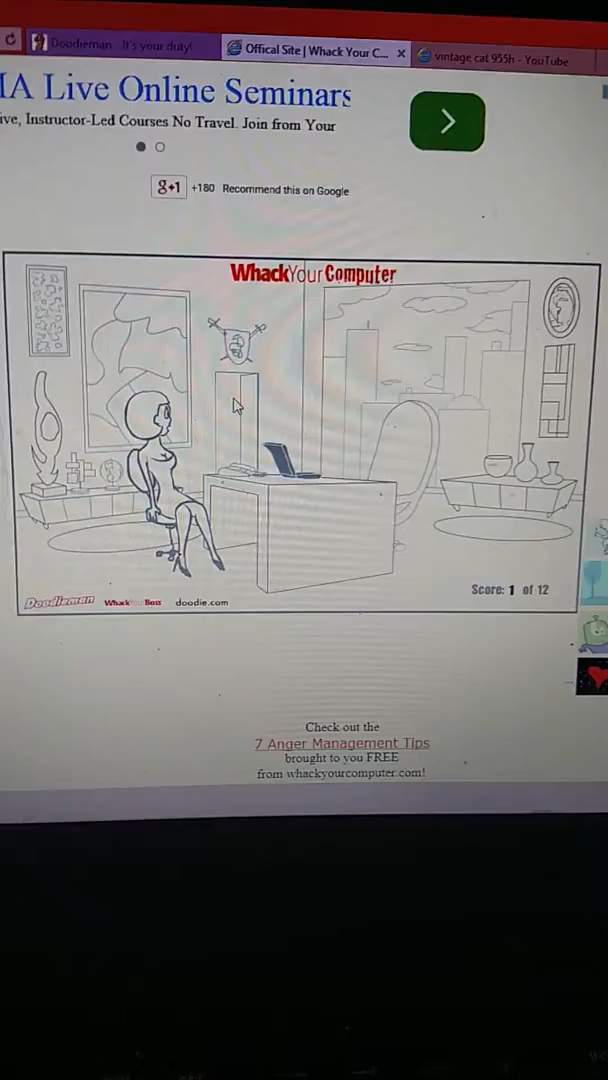 Doodieman It's your duty!
Offical Site | Whack Your C...
vintage cat 955h - YouTube
Live Online Seminars
Instructor-Led Courses No Travel. Join from Your
g+1 +180 Recommend this on Google
WhackYourComputer
Score: 1 of 12
Doodieman WhackYourBoss doodie.com
Check out the
7 Anger Management Tips
brought to you FREE
from whackyourcomputer.com!